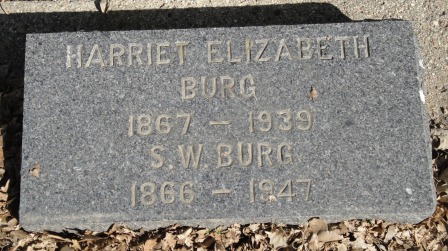 HARRIET ELIZABETH
BURG
1867 - 1939
S.W. BURG
1866 - 1947